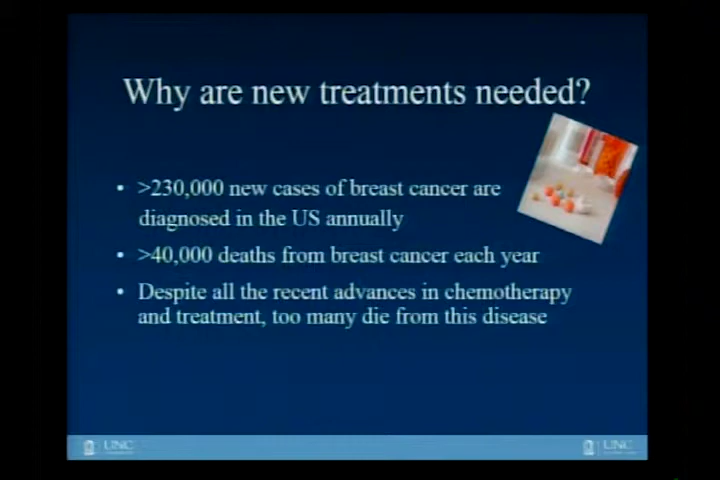 Why are new treatments needed?
• >230,000 new cases of breast cancer are
diagnosed in the US annually
• >40,000 deaths from breast cancer each year
• Despite all the recent advances in chemotherapy
and treatment, too many die from this disease
UNC
UNC